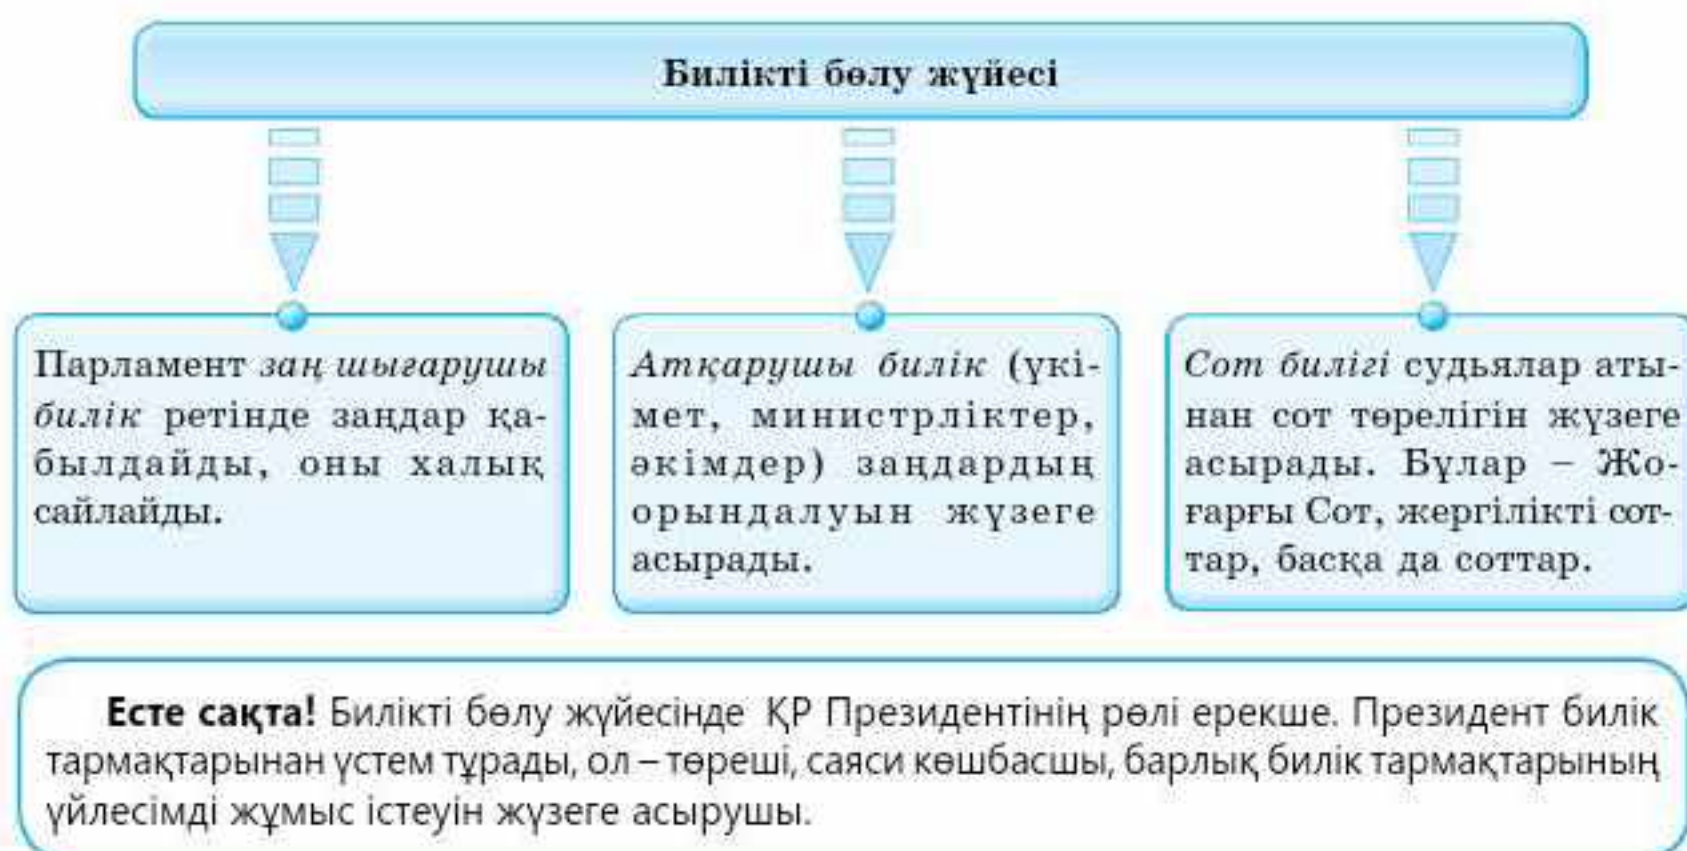 Билікті бөлу жүйесі
Парламент заң шығарушы
билік ретінде заңдар қа-
былдайды, оны халық
сайлайды.
Атқарушы билік (үкі-
мет, министрліктер,
әкімдер) заңдардың
орындалуын жүзеге
асырады.
Сот билігі судьялар аты-
нан сот төрелігін жүзеге
асырады. Бұлар – Жо-
ғарғы Сот, жергілікті сот-
тар, басқа да соттар.
Есте сақта! Билікті бөлу жүйесінде ҚР Президентінің рөлі ерекше. Президент билік
тармақтарынан үстем тұрады, ол – төреші, саяси көшбасшы, барлық билік тармақтарының
үйлесімді жұмыс істеуін жүзеге асырушы.